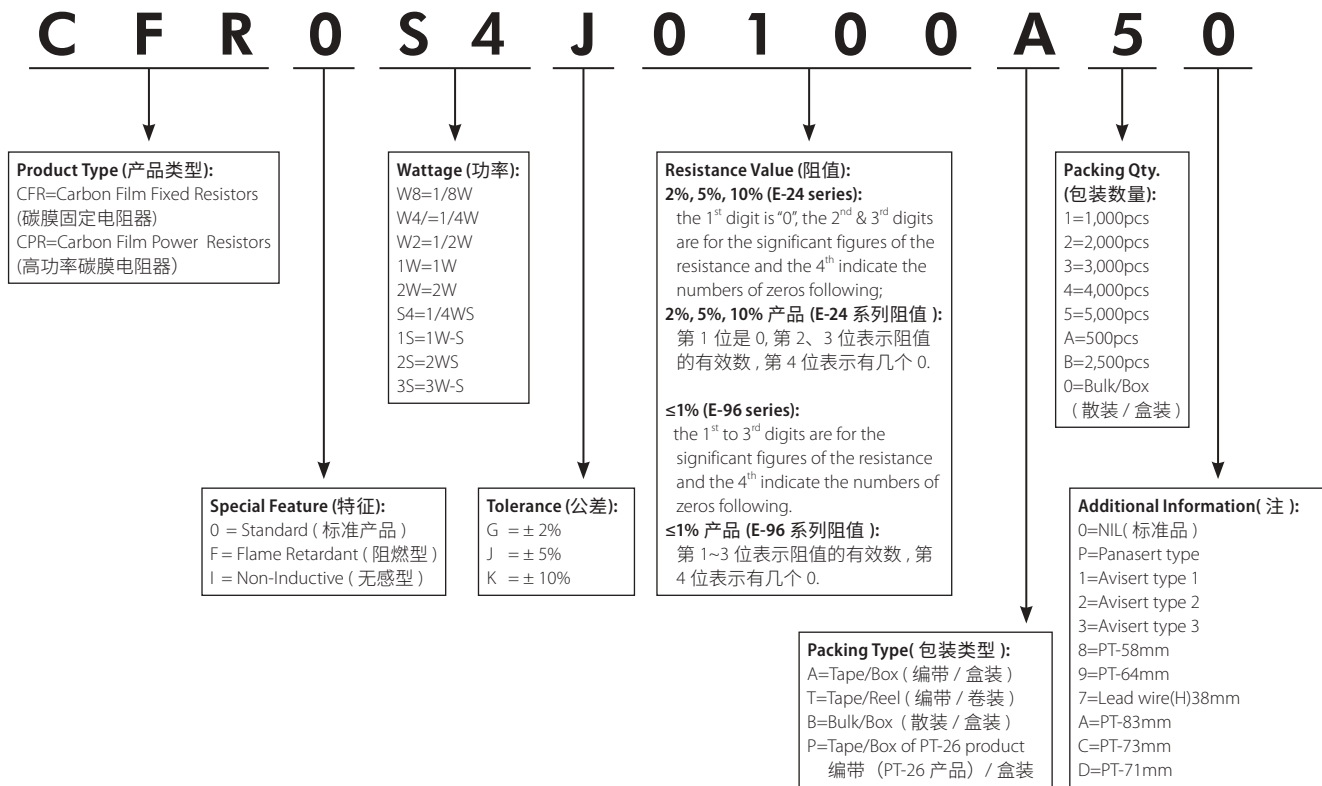 C F R 0 S 4 J 0 1 0 0 A 5 0
Product Type (产品类型):
CFR=Carbon Film Fixed Resistors
(碳膜固定电阻器)
CPR=Carbon Film Power Resistors
(高功率碳膜电阻器）
Wattage (功率):
W8=1/8W
W4/=1/4W
W2=1/2W
1W=1W
2W=2W
S4=1/4WS
1S=1W-S
2S=2WS
3S=3W-S
Resistance Value (阻值):
2%, 5%, 10% (E-24 series):
the 1st digit is “0”, the 2nd & 3rd digits
are for the significant figures of the
resistance and the 4th indicate the
numbers of zeros following;
2%, 5%, 10% 产品 (E-24 系列阻值 ):
第 1 位是 0, 第 2、3 位表示阻值
的有效数 , 第 4 位表示有几个 0.
≤1% (E-96 series):
the 1st to 3rd digits are for the
significant figures of the resistance
and the 4th indicate the numbers of
zeros following.
≤1% 产品 (E-96 系列阻值 ):
第 1~3 位表示阻值的有效数 , 第
4 位表示有几个 0.
Packing Qty.
(包装数量):
1=1,000pcs
2=2,000pcs
3=3,000pcs
4=4,000pcs
5=5,000pcs
A=500pcs
B=2,500pcs
0=Bulk/Box
( 散装 / 盒装 )
Special Feature (特征):
0 = Standard ( 标准产品 )
F = Flame Retardant ( 阻燃型 )
I = Non-Inductive ( 无感型 )
Tolerance (公差):
G = ± 2%
J = ± 5%
K = ± 10%
Packing Type( 包装类型 ):
A=Tape/Box ( 编带 / 盒装 )
T=Tape/Reel ( 编带 / 卷装 )
B=Bulk/Box ( 散装 / 盒装 )
P=Tape/Box of PT-26 product
编带（PT-26 产品）/ 盒装
Additional Information( 注 ):
0=NIL( 标准品 )
P=Panasert type
1=Avisert type 1
2=Avisert type 2
3=Avisert type 3
8=PT-58mm
9=PT-64mm
7=Lead wire(H)38mm
A=PT-83mm
C=PT-73mm
D=PT-71mm